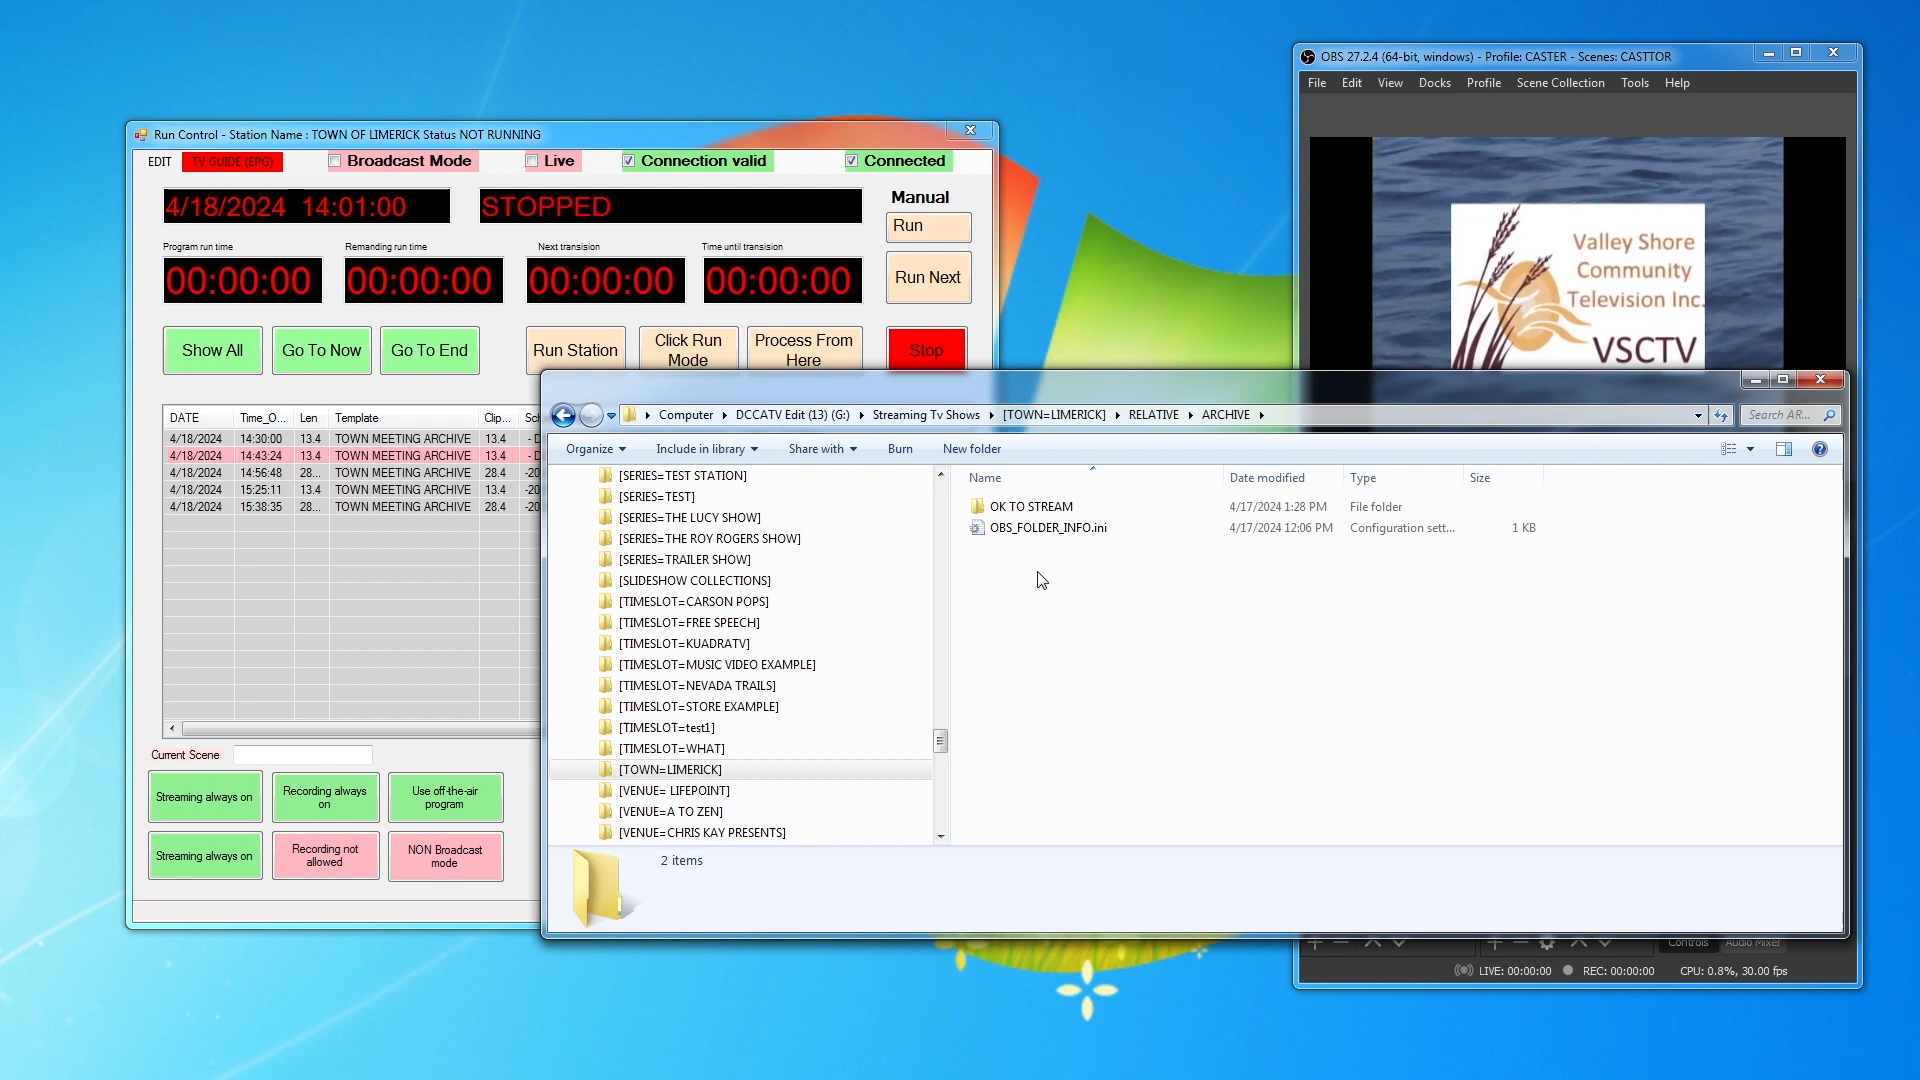 Run Control - Station Name : TOWN OF LIMERICK Status NOT RUNNING
EDIT TV GUIDE (EPG) Broadcast Mode Live Connection valid Connected
4/18/2024 14:01:00 STOPPED
Manual
Run
Program run time Remanding run time Next transision Time until transision
00:00:00 00:00:00 00:00:00 00:00:00
Run Next
Show All Go To Now Go To End Run Station Click Run Mode Process From Here Stop
DATE Time_O... Len Template Clip... Sch
4/18/2024 14:30:00 13.4 TOWN MEETING ARCHIVE 13.4 - D
4/18/2024 14:43:24 13.4 TOWN MEETING ARCHIVE 13.4 - D
4/18/2024 14:56:48 28... TOWN MEETING ARCHIVE 28.4 -20
4/18/2024 15:25:11 13.4 TOWN MEETING ARCHIVE 13.4 -20
4/18/2024 15:38:35 28... TOWN MEETING ARCHIVE 28.4 -20
Current Scene
Streaming always on Recording always on Use off-the-air program
Streaming always on Recording not allowed NON Broadcast mode
OBS 27.2.4 (64-bit, windows) - Profile: CASTER - Scenes: CASTTOR
File Edit View Docks Profile Scene Collection Tools Help
Valley Shore
Community
Television Inc.
VSCTV
Computer DCCATV Edit (13) (G:) Streaming Tv Shows [TOWN=LIMERICK] RELATIVE ARCHIVE
Search AR...
Organize Include in library Share with Burn New folder
[SERIES=TEST STATION]
[SERIES=TEST]
[SERIES=THE LUCY SHOW]
[SERIES=THE ROY ROGERS SHOW]
[SERIES=TRAILER SHOW]
[SLIDESHOW COLLECTIONS]
[TIMESLOT=CARSON POPS]
[TIMESLOT=FREE SPEECH]
[TIMESLOT=KUADRATV]
[TIMESLOT=MUSIC VIDEO EXAMPLE]
[TIMESLOT=NEVADA TRAILS]
[TIMESLOT=STORE EXAMPLE]
[TIMESLOT=test1]
[TIMESLOT=WHAT]
[TOWN=LIMERICK]
[VENUE= LIFEPOINT]
[VENUE=A TO ZEN]
[VENUE=CHRIS KAY PRESENTS]
Name Date modified Type Size
OK TO STREAM 4/17/2024 1:28 PM File folder
OBS_FOLDER_INFO.ini 4/17/2024 12:06 PM Configuration sett... 1 KB
2 items
Controls Audio Mixer
LIVE: 00:00:00 REC: 00:00:00 CPU: 0.8%, 30.00 fps